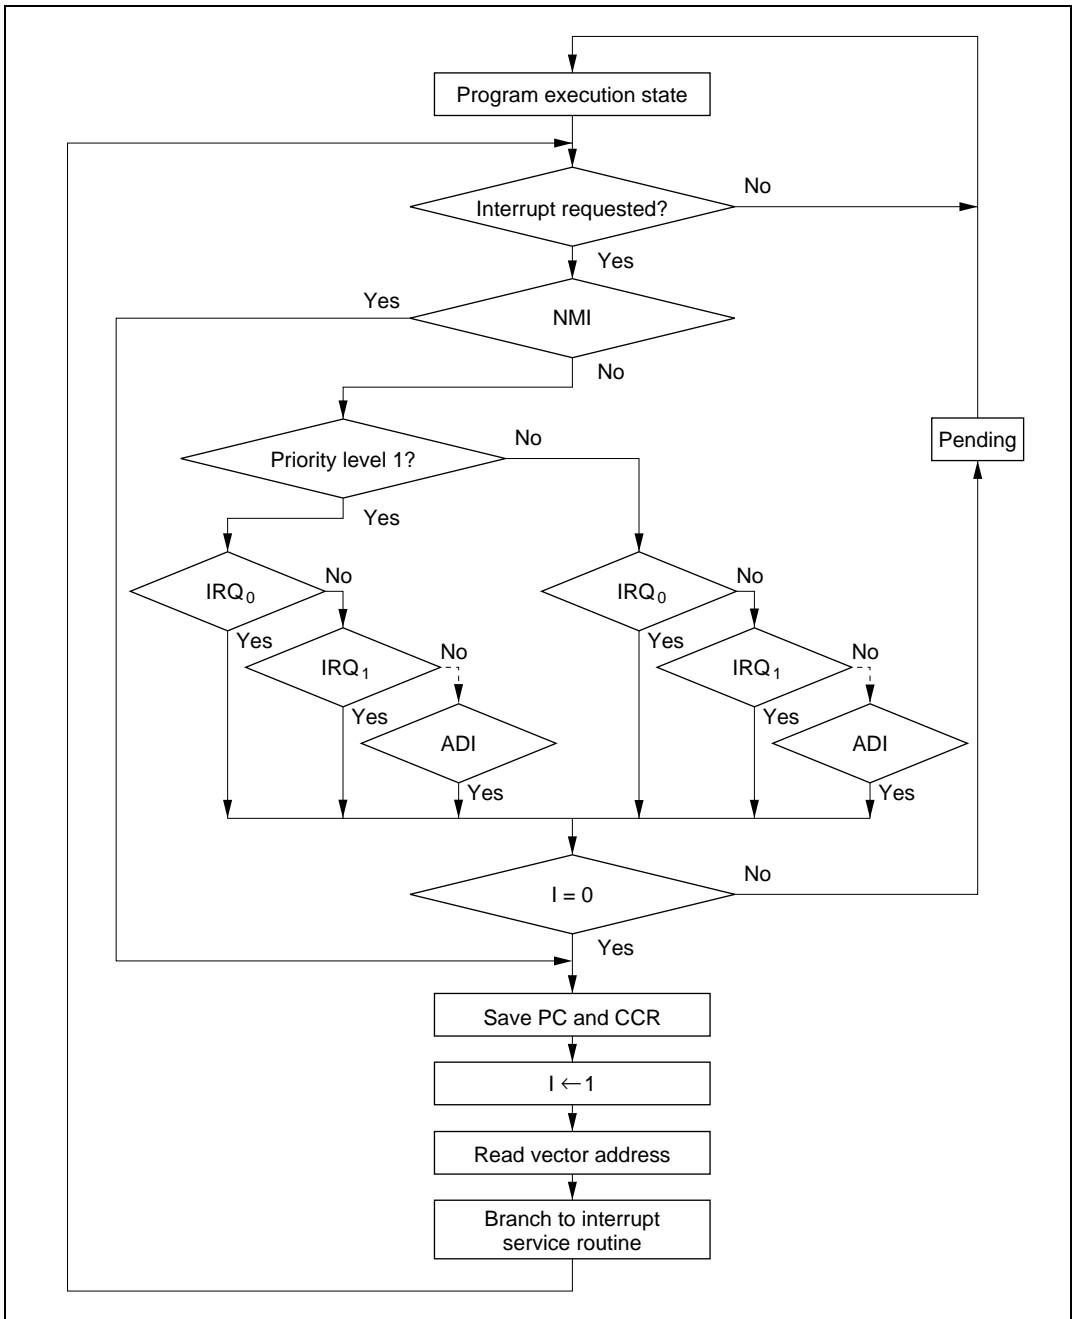 Program execution state
Interrupt requested?
No
Yes
NMI
Yes
No
Pending
Priority level 1?
No
Yes
IRQ0
No
Yes
IRQ1
No
Yes
ADI
Yes
IRQ0
No
Yes
IRQ1
No
Yes
ADI
Yes
I = 0
No
Yes
Save PC and CCR
I ← 1
Read vector address
Branch to interrupt
service routine